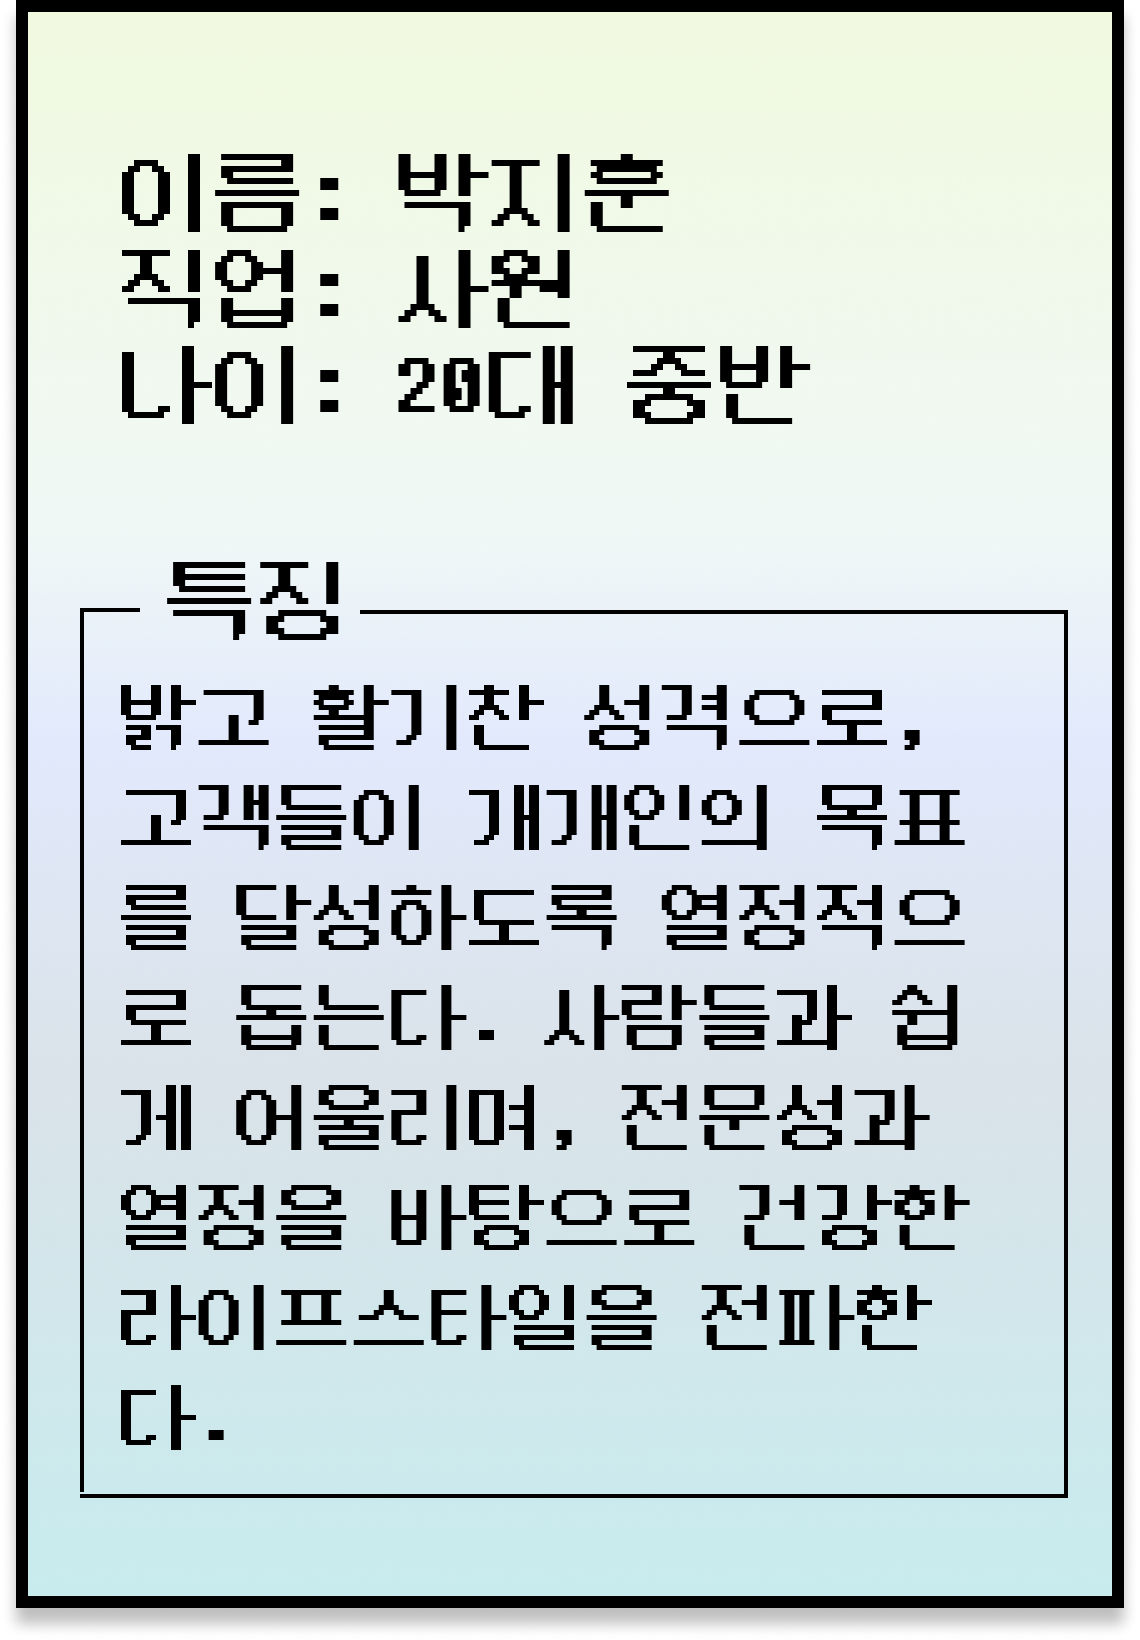 이름: 박지훈
직업: 사원
나이: 20대 중반
특징
밝고 활기찬 성격으로,
고객들이 개개인의 목표
를 달성하도록 열정적으
로 돕는다. 사람들과 쉽
게 어울리며, 전문성과
열정을 바탕으로 건강한
라이프스타일을 전파한
다.